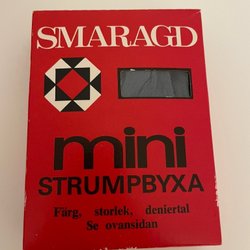 SMARAGD
mini
STRUMPBYXA
Färg, storlek, deniertal
Se ovansidan